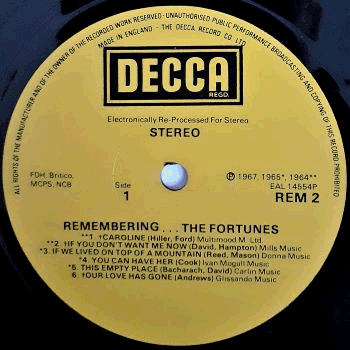 ALL RIGHTS OF THE MANUFACTURER AND OF THE OWNER OF THE RECORDED WORK RESERVED · UNAUTHORISED PUBLIC PERFORMANCE BROADCASTING AND COPYING OF THIS RECORD PROHIBITED
MADE IN ENGLAND · THE DECCA RECORD CO LTD
DECCA
REGD.
Electronically Re-Processed For Stereo
STEREO
FDH, Britico,
MCPS, NCB
Side
1
℗ 1967, 1965*, 1964**
EAL 14554P
REM 2
REMEMBERING . . . THE FORTUNES
**1 †CAROLINE (Hiller, Ford) Multimood M. Ltd.
**2. †IF YOU DON'T WANT ME NOW (David, Hampton) Mills Music
*3. IF WE LIVED ON TOP OF A MOUNTAIN (Reed, Mason) Donna Music
*4. YOU CAN HAVE HER (Cook) Ivan Mogull Music
*5 THIS EMPTY PLACE (Bacharach, David) Carlin Music
6 †OUR LOVE HAS GONE (Andrews) Glissando Music